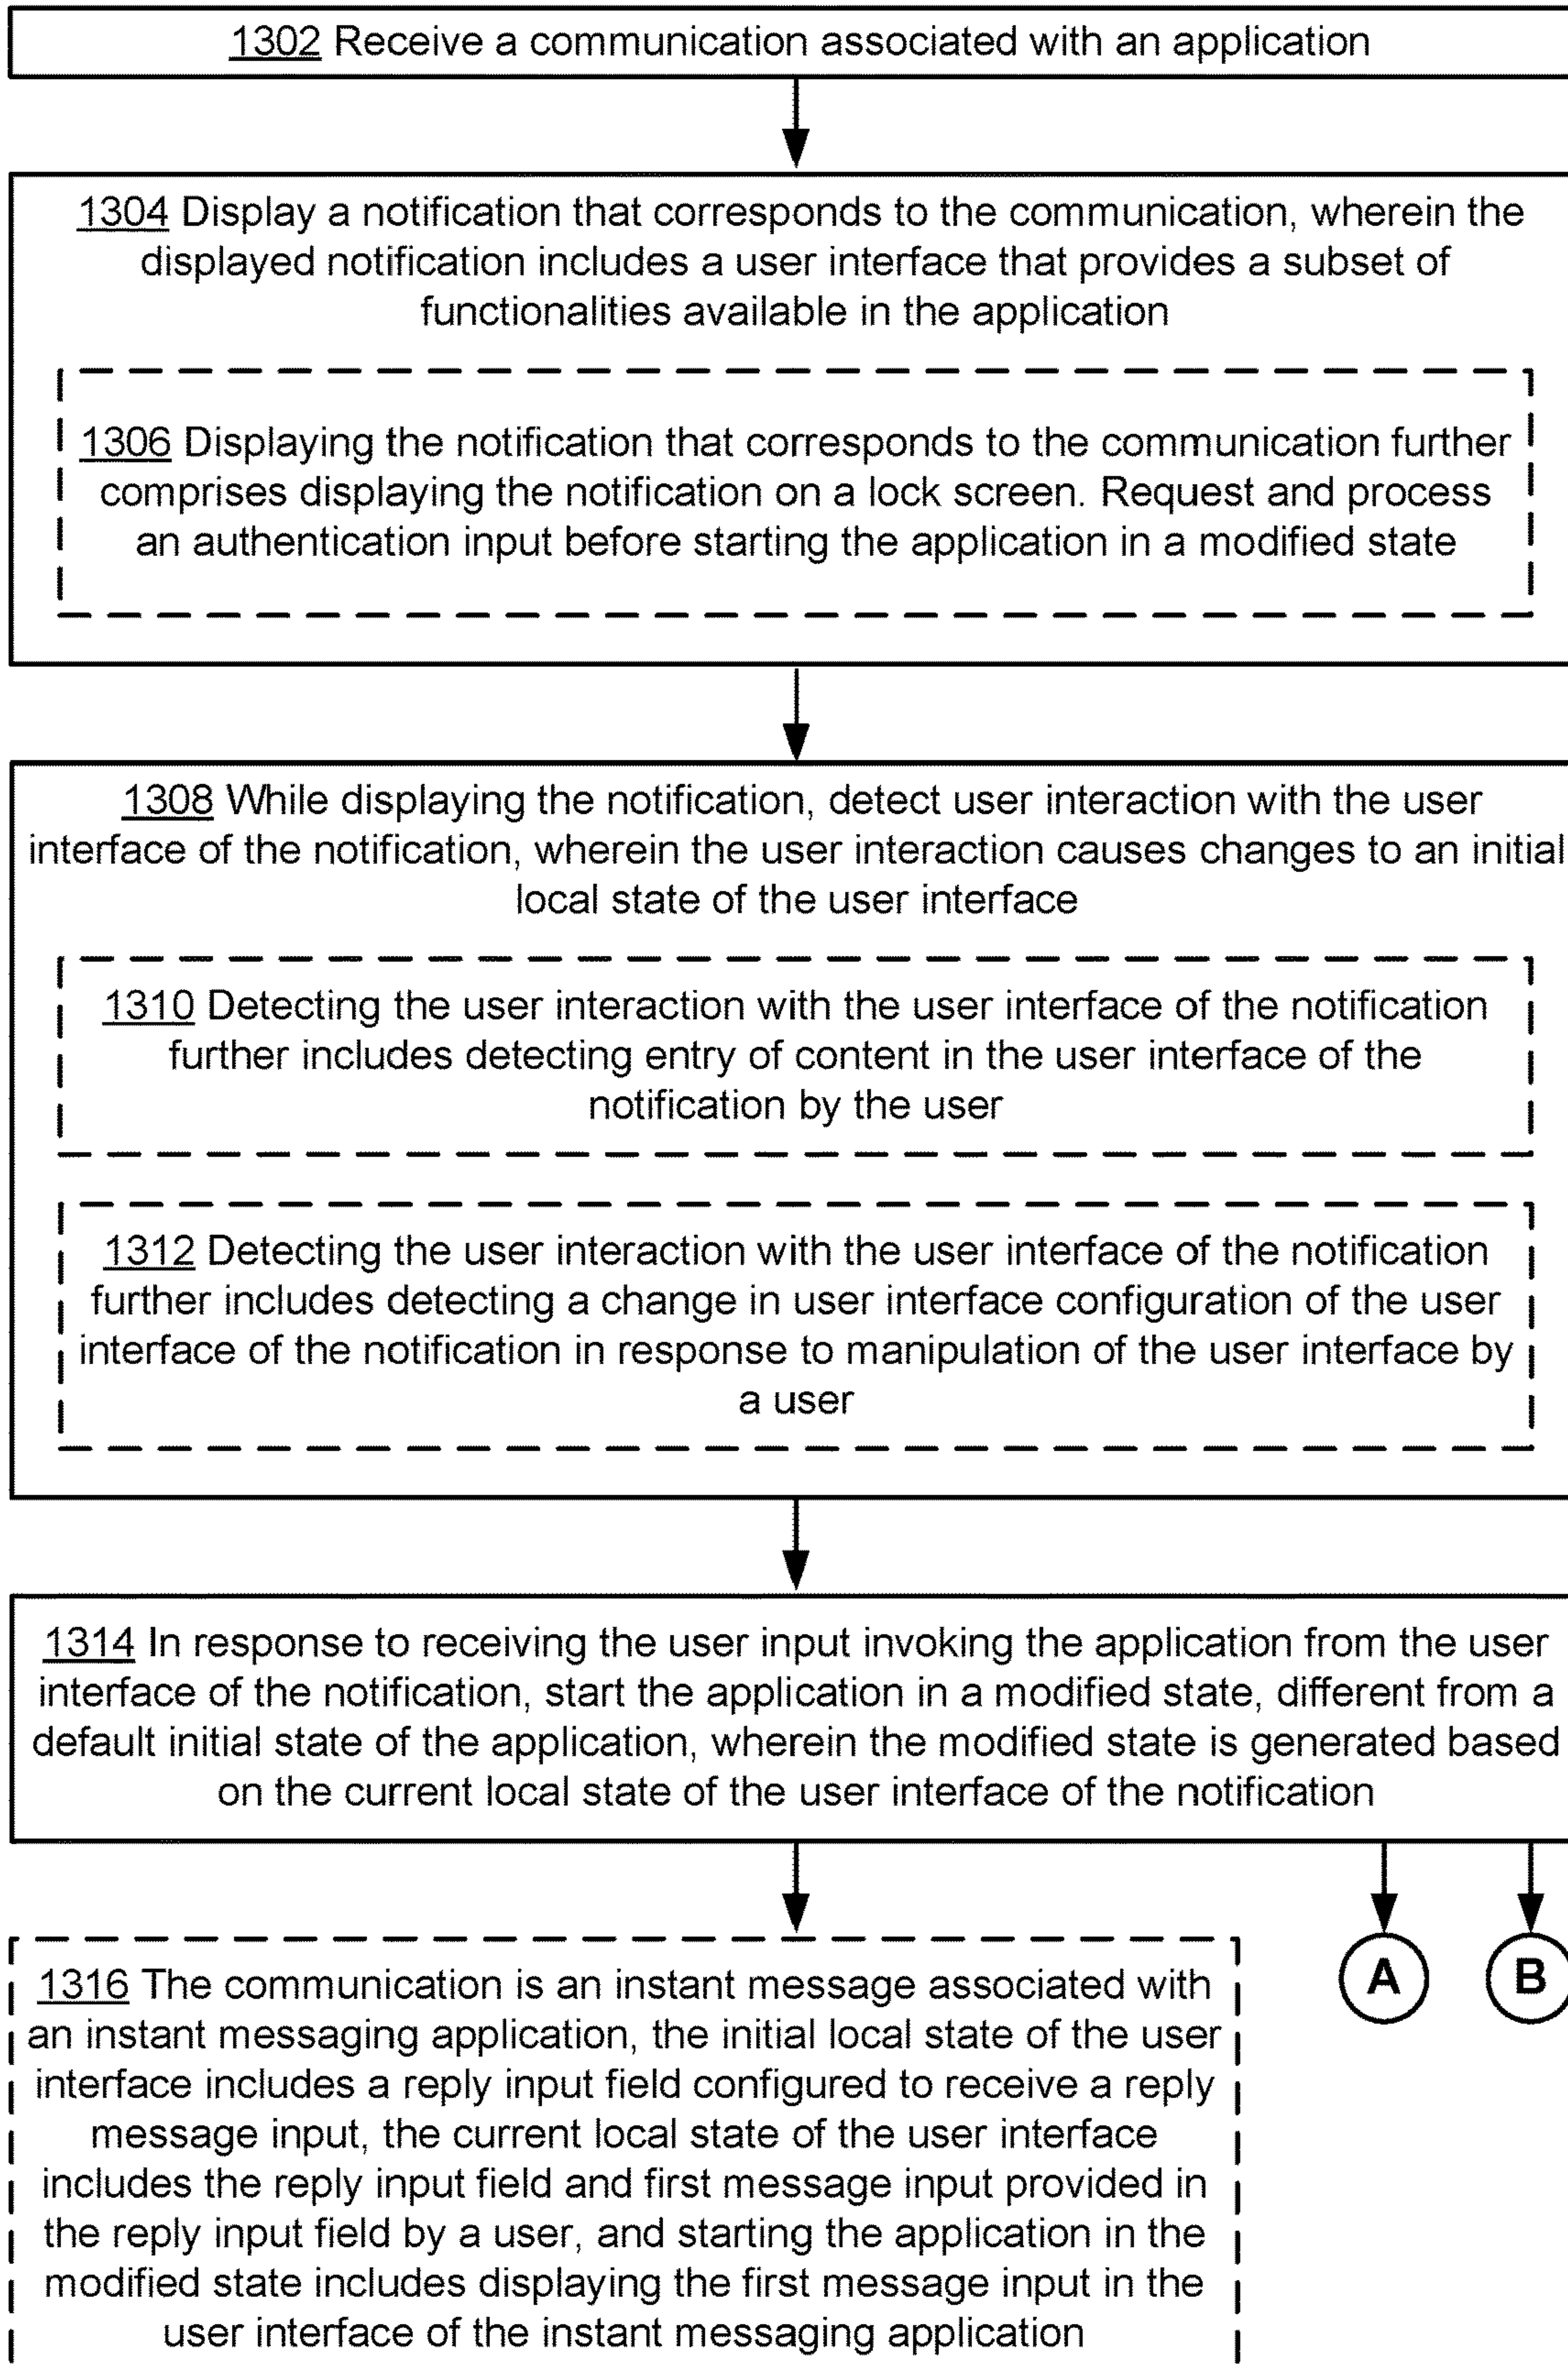 1302 Receive a communication associated with an application
1304 Display a notification that corresponds to the communication, wherein the
displayed notification includes a user interface that provides a subset of
functionalities available in the application
1306 Displaying the notification that corresponds to the communication further
comprises displaying the notification on a lock screen. Request and process
an authentication input before starting the application in a modified state
1308 While displaying the notification, detect user interaction with the user
interface of the notification, wherein the user interaction causes changes to an initial
local state of the user interface
1310 Detecting the user interaction with the user interface of the notification
further includes detecting entry of content in the user interface of the
notification by the user
1312 Detecting the user interaction with the user interface of the notification
further includes detecting a change in user interface configuration of the user
interface of the notification in response to manipulation of the user interface by
a user
1314 In response to receiving the user input invoking the application from the user
interface of the notification, start the application in a modified state, different from a
default initial state of the application, wherein the modified state is generated based
on the current local state of the user interface of the notification
A
B
1316 The communication is an instant message associated with
an instant messaging application, the initial local state of the user
interface includes a reply input field configured to receive a reply
message input, the current local state of the user interface
includes the reply input field and first message input provided in
the reply input field by a user, and starting the application in the
modified state includes displaying the first message input in the
user interface of the instant messaging application